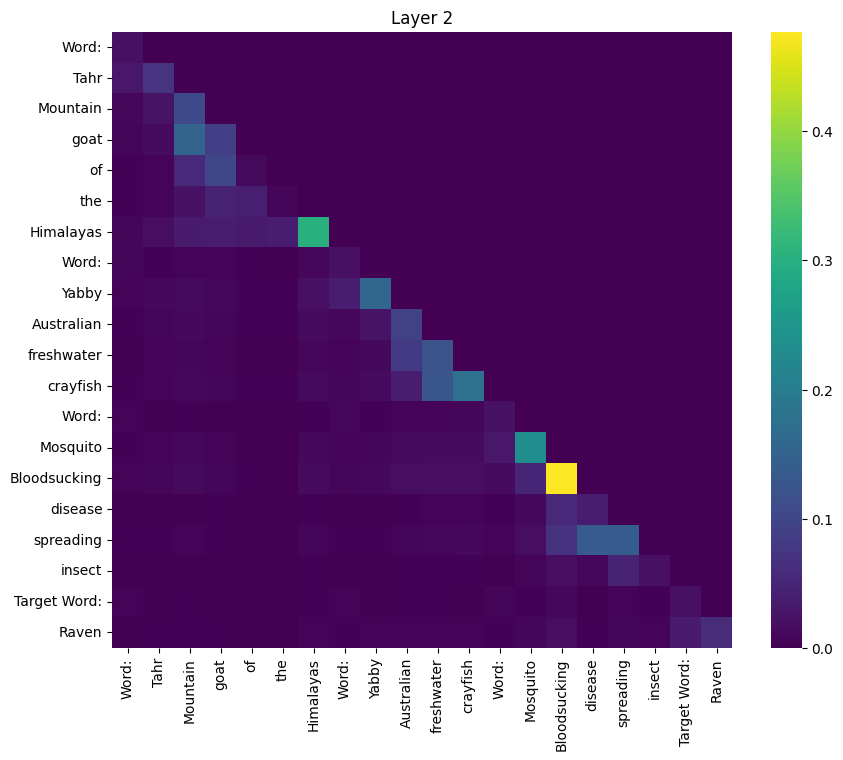 Layer 2
Word:
Tahr
Mountain
goat
of
the
Himalayas
Word:
Yabby
Australian
freshwater
crayfish
Word:
Mosquito
Bloodsucking
disease
spreading
insect
Target Word:
Raven
Word:
Tahr
Mountain
goat
of
the
Himalayas
Word:
Yabby
Australian
freshwater
crayfish
Word:
Mosquito
Bloodsucking
disease
spreading
insect
Target Word:
Raven
0.4
0.3
0.2
0.1
0.0